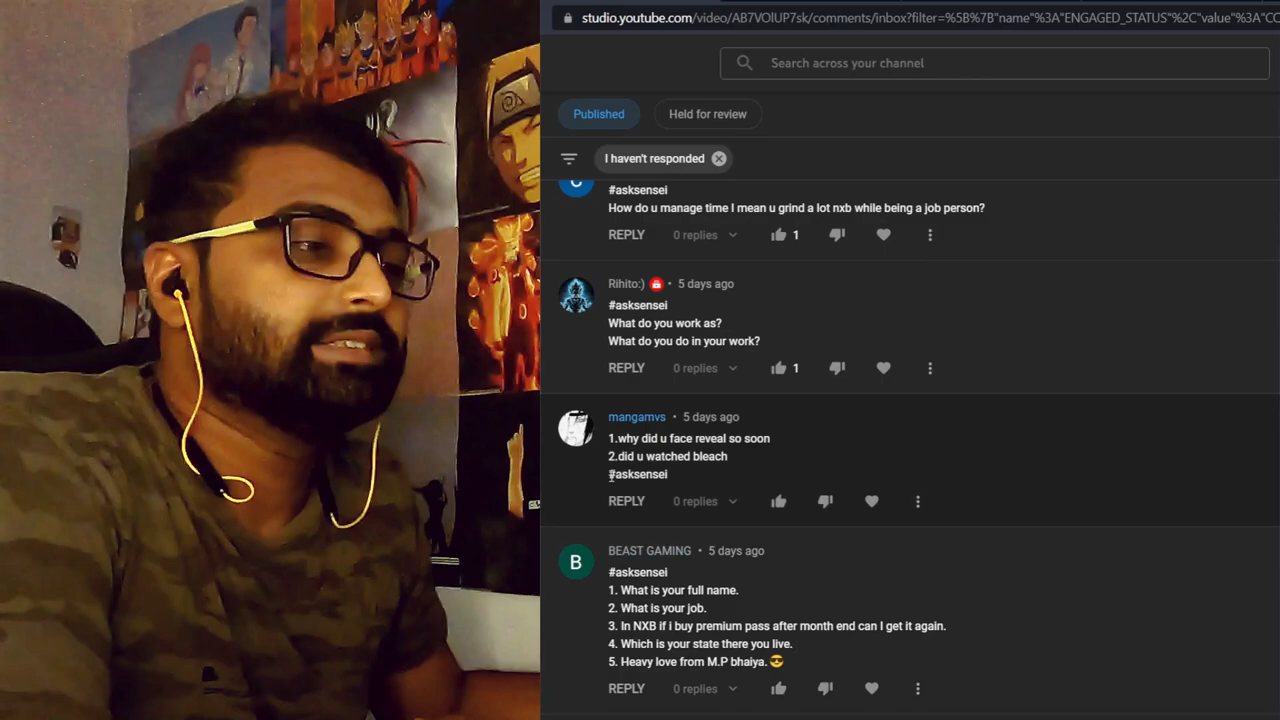 studio.youtube.com/video/AB7VOlUP7sk/comments/inbox?filter=%5B%7B"name"%3A"ENGAGED_STATUS"%2C"value"%3A"CO
Search across your channel
Published
Held for review
I haven't responded
#asksensei
How do u manage time I mean u grind a lot nxb while being a job person?
REPLY 0 replies 1
Rihito:) • 5 days ago
#asksensei
What do you work as?
What do you do in your work?
REPLY 0 replies 1
mangamvs • 5 days ago
1.why did u face reveal so soon
2.did u watched bleach
#asksensei
REPLY 0 replies
B
BEAST GAMING • 5 days ago
#asksensei
1. What is your full name.
2. What is your job.
3. In NXB if i buy premium pass after month end can I get it again.
4. Which is your state there you live.
5. Heavy love from M.P bhaiya. 😎
REPLY 0 replies